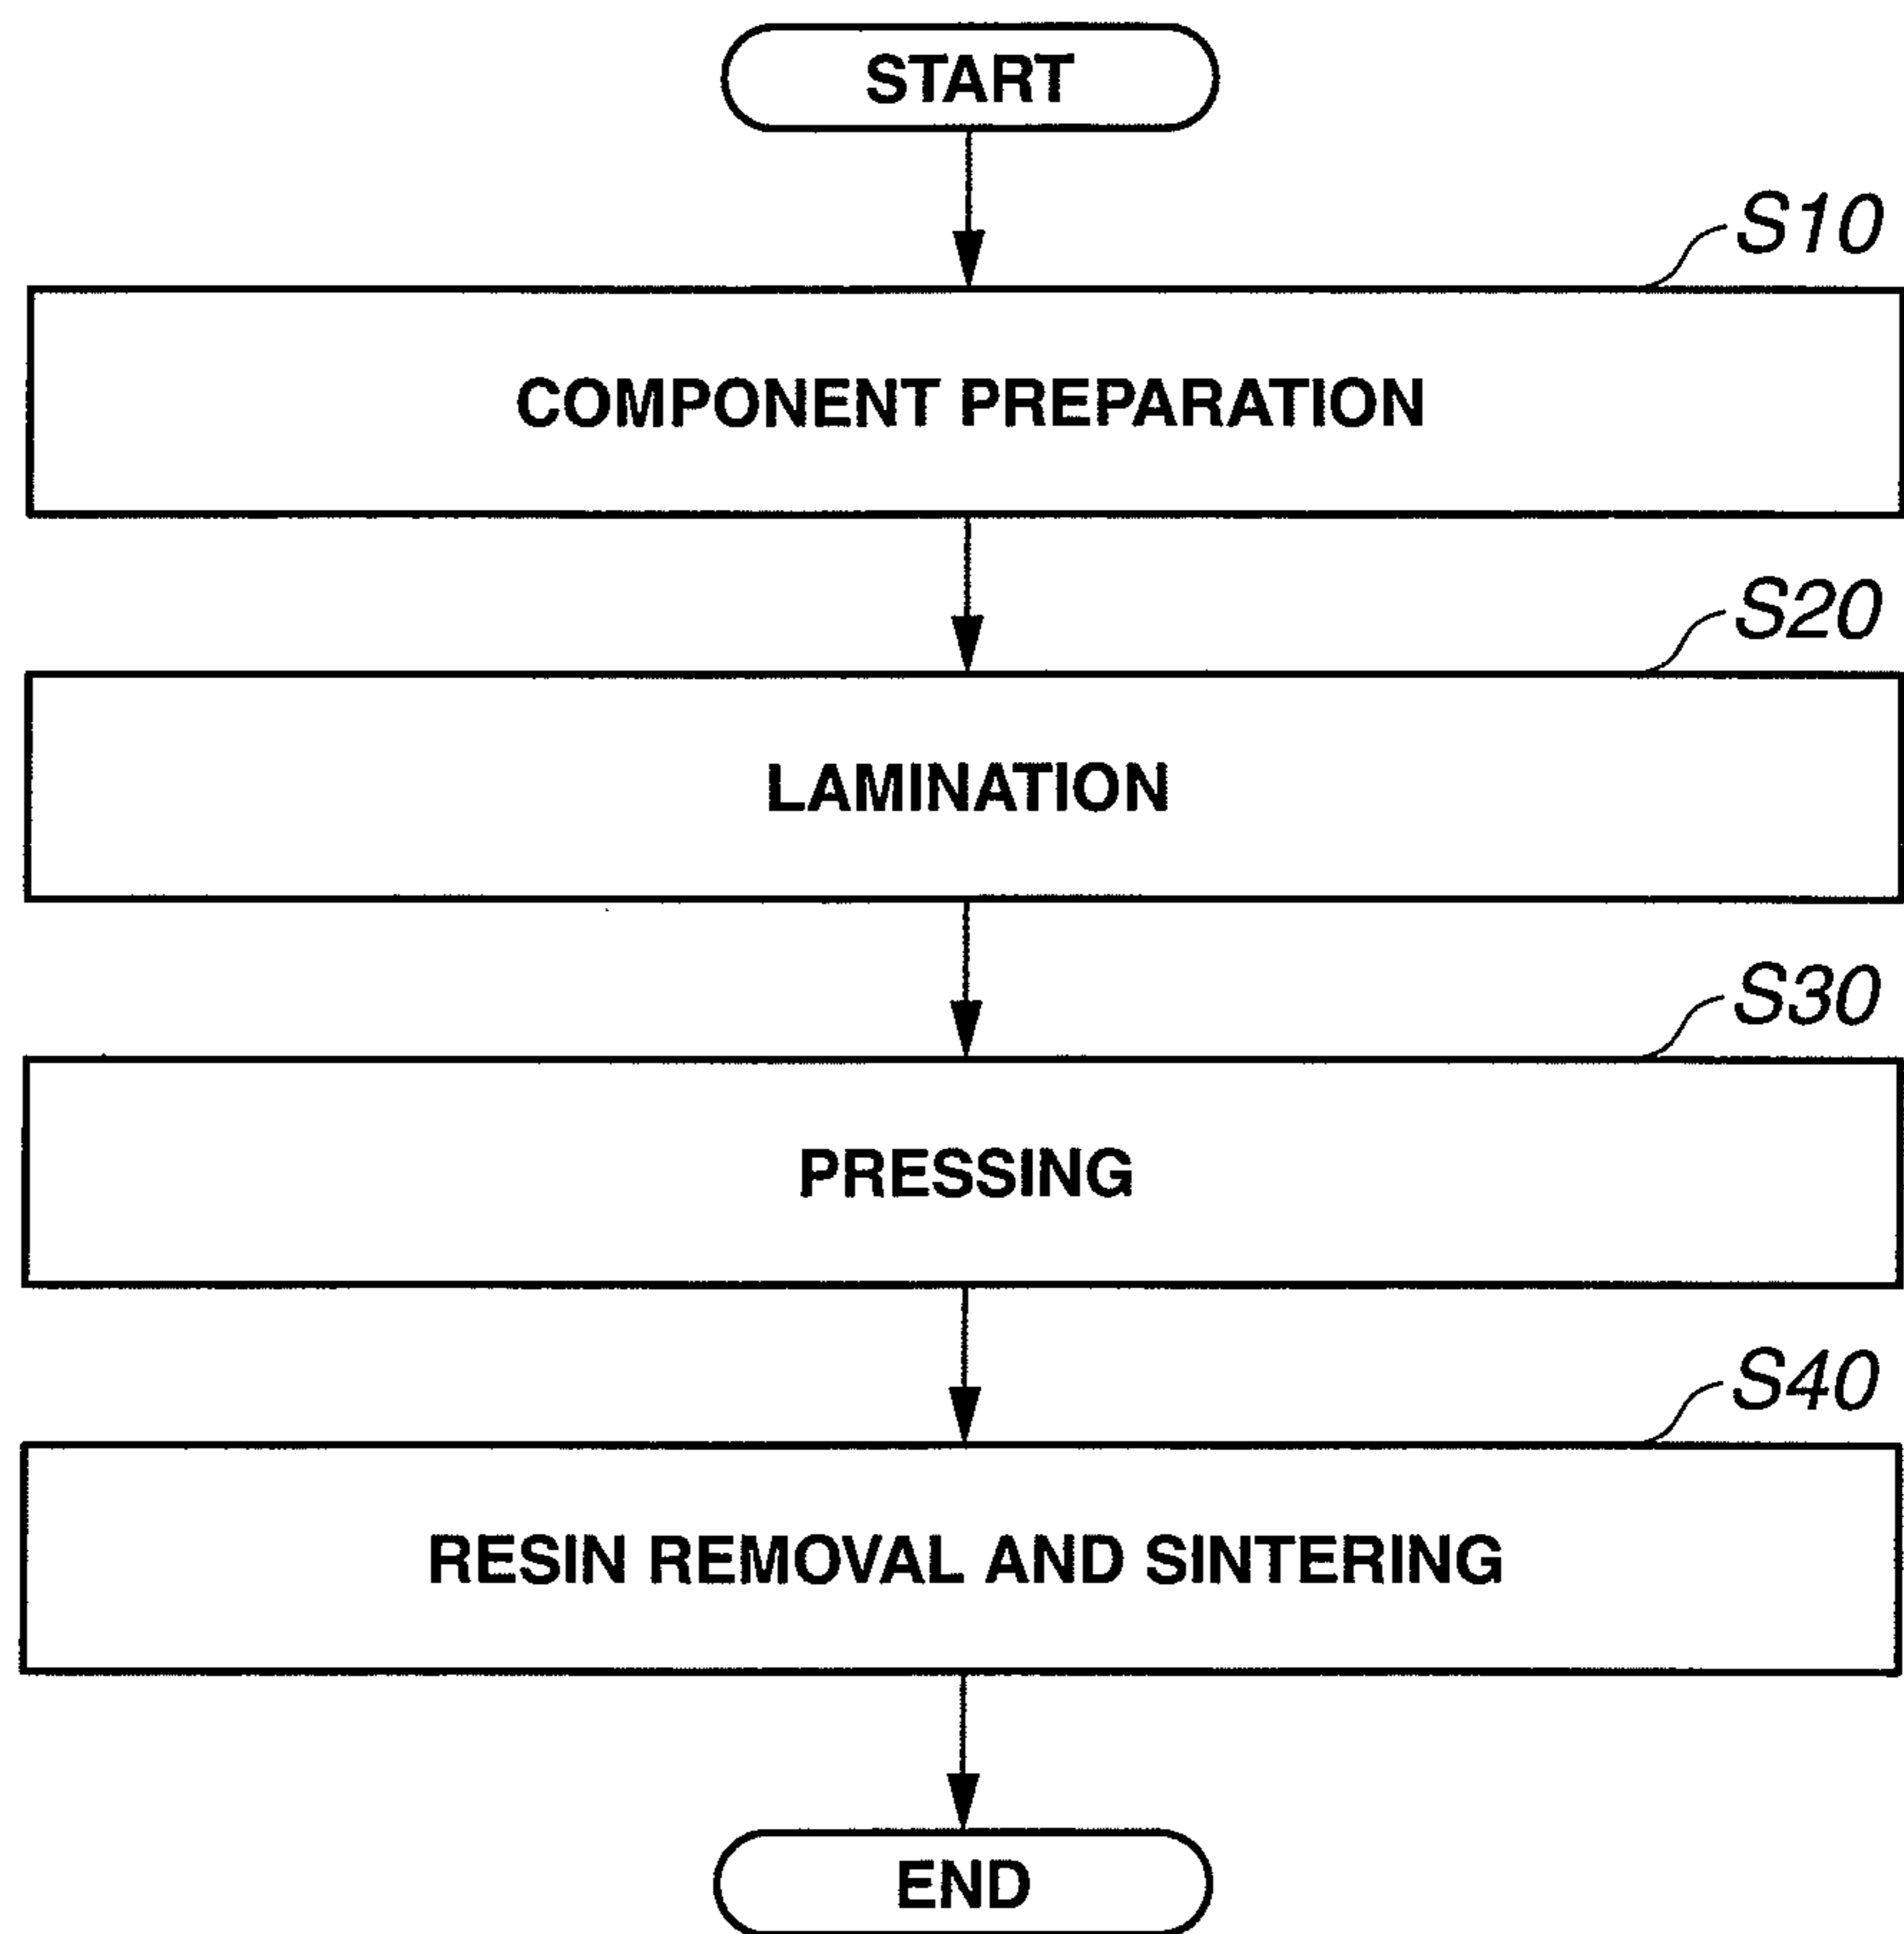 START
S10
COMPONENT PREPARATION
S20
LAMINATION
S30
PRESSING
S40
RESIN REMOVAL AND SINTERING
END